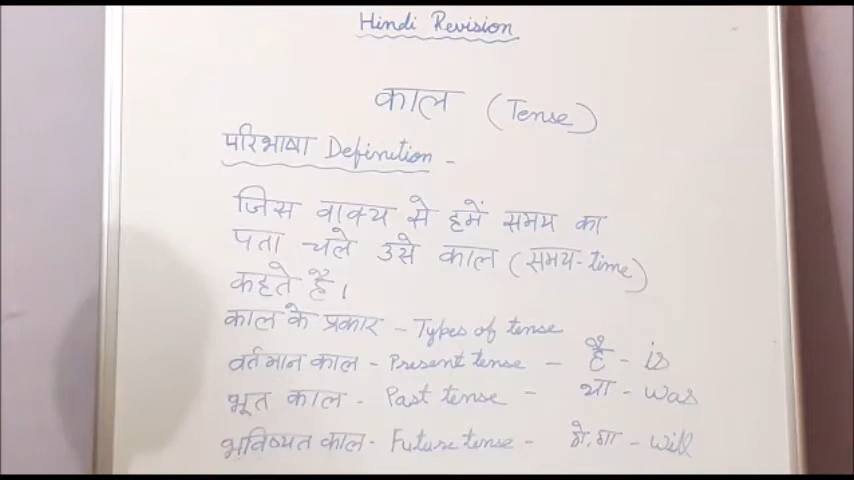 Hindi Revision
काल (Tense)
परिभाषा Definition -
जिस वाक्य से हमें समय का
पता चले उसे काल (समय-time)
कहते है।
काल के प्रकार - Types of tense
वर्तमान काल - Present tense - है - is
भूत काल - Past tense - था - was
भविष्यत काल - Future tense - गे,गा - will